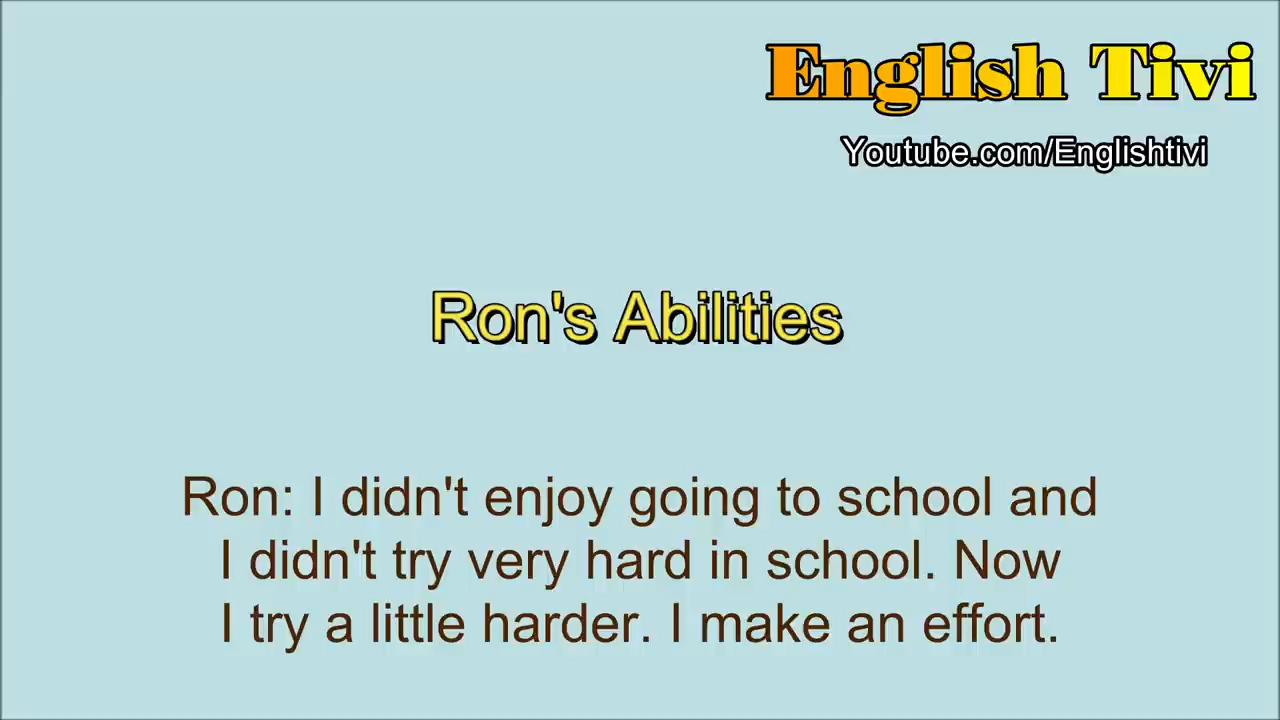 English Tivi
Youtube.com/Englishtivi
Ron's Abilities
Ron: I didn't enjoy going to school and
I didn't try very hard in school. Now
I try a little harder. I make an effort.